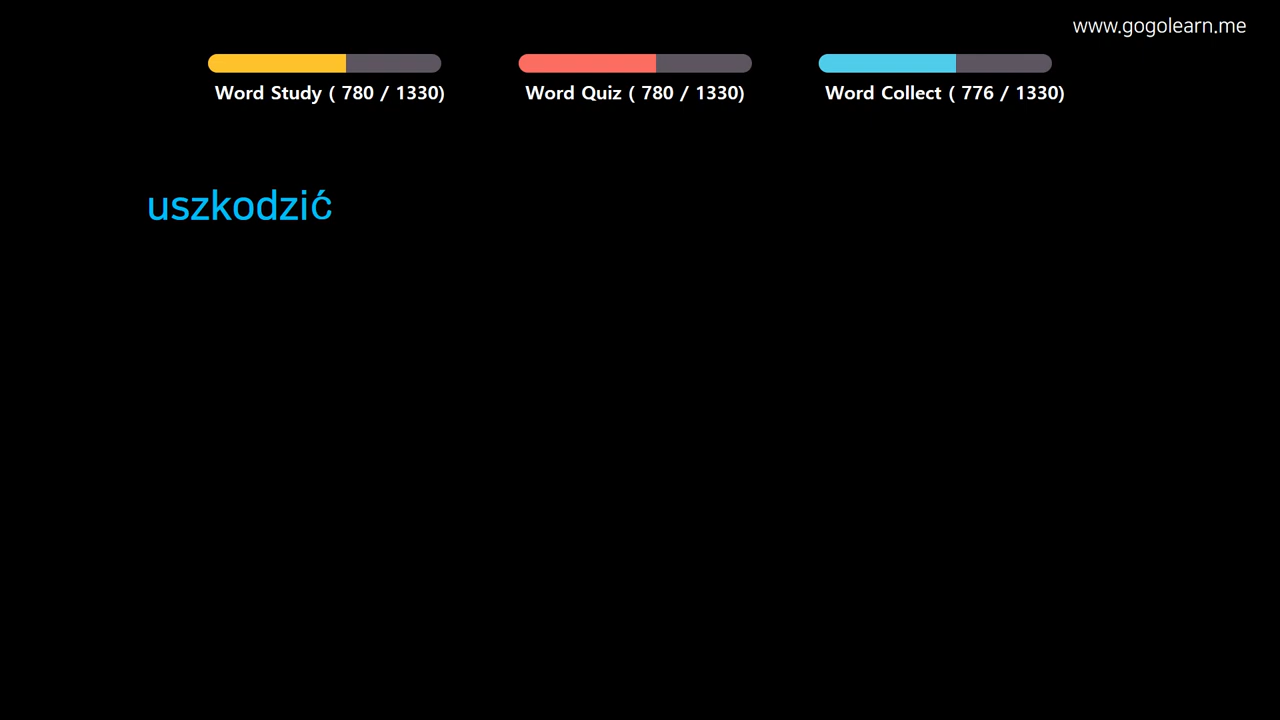 www.gogolearn.me
Word Study ( 780 / 1330)
Word Quiz ( 780 / 1330)
Word Collect ( 776 / 1330)
uszkodzić